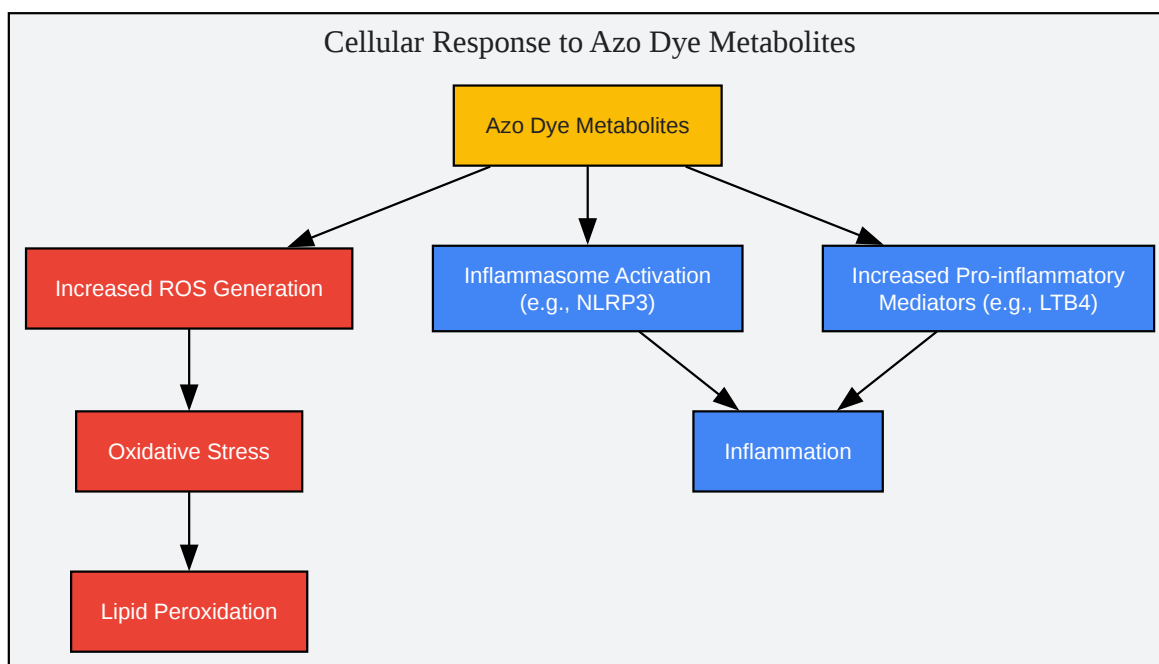 Cellular Response to Azo Dye Metabolites
Azo Dye Metabolites
Increased ROS Generation
Inflammasome Activation
(e.g., NLRP3)
Increased Pro-inflammatory
Mediators (e.g., LTB4)
Oxidative Stress
Inflammation
Lipid Peroxidation